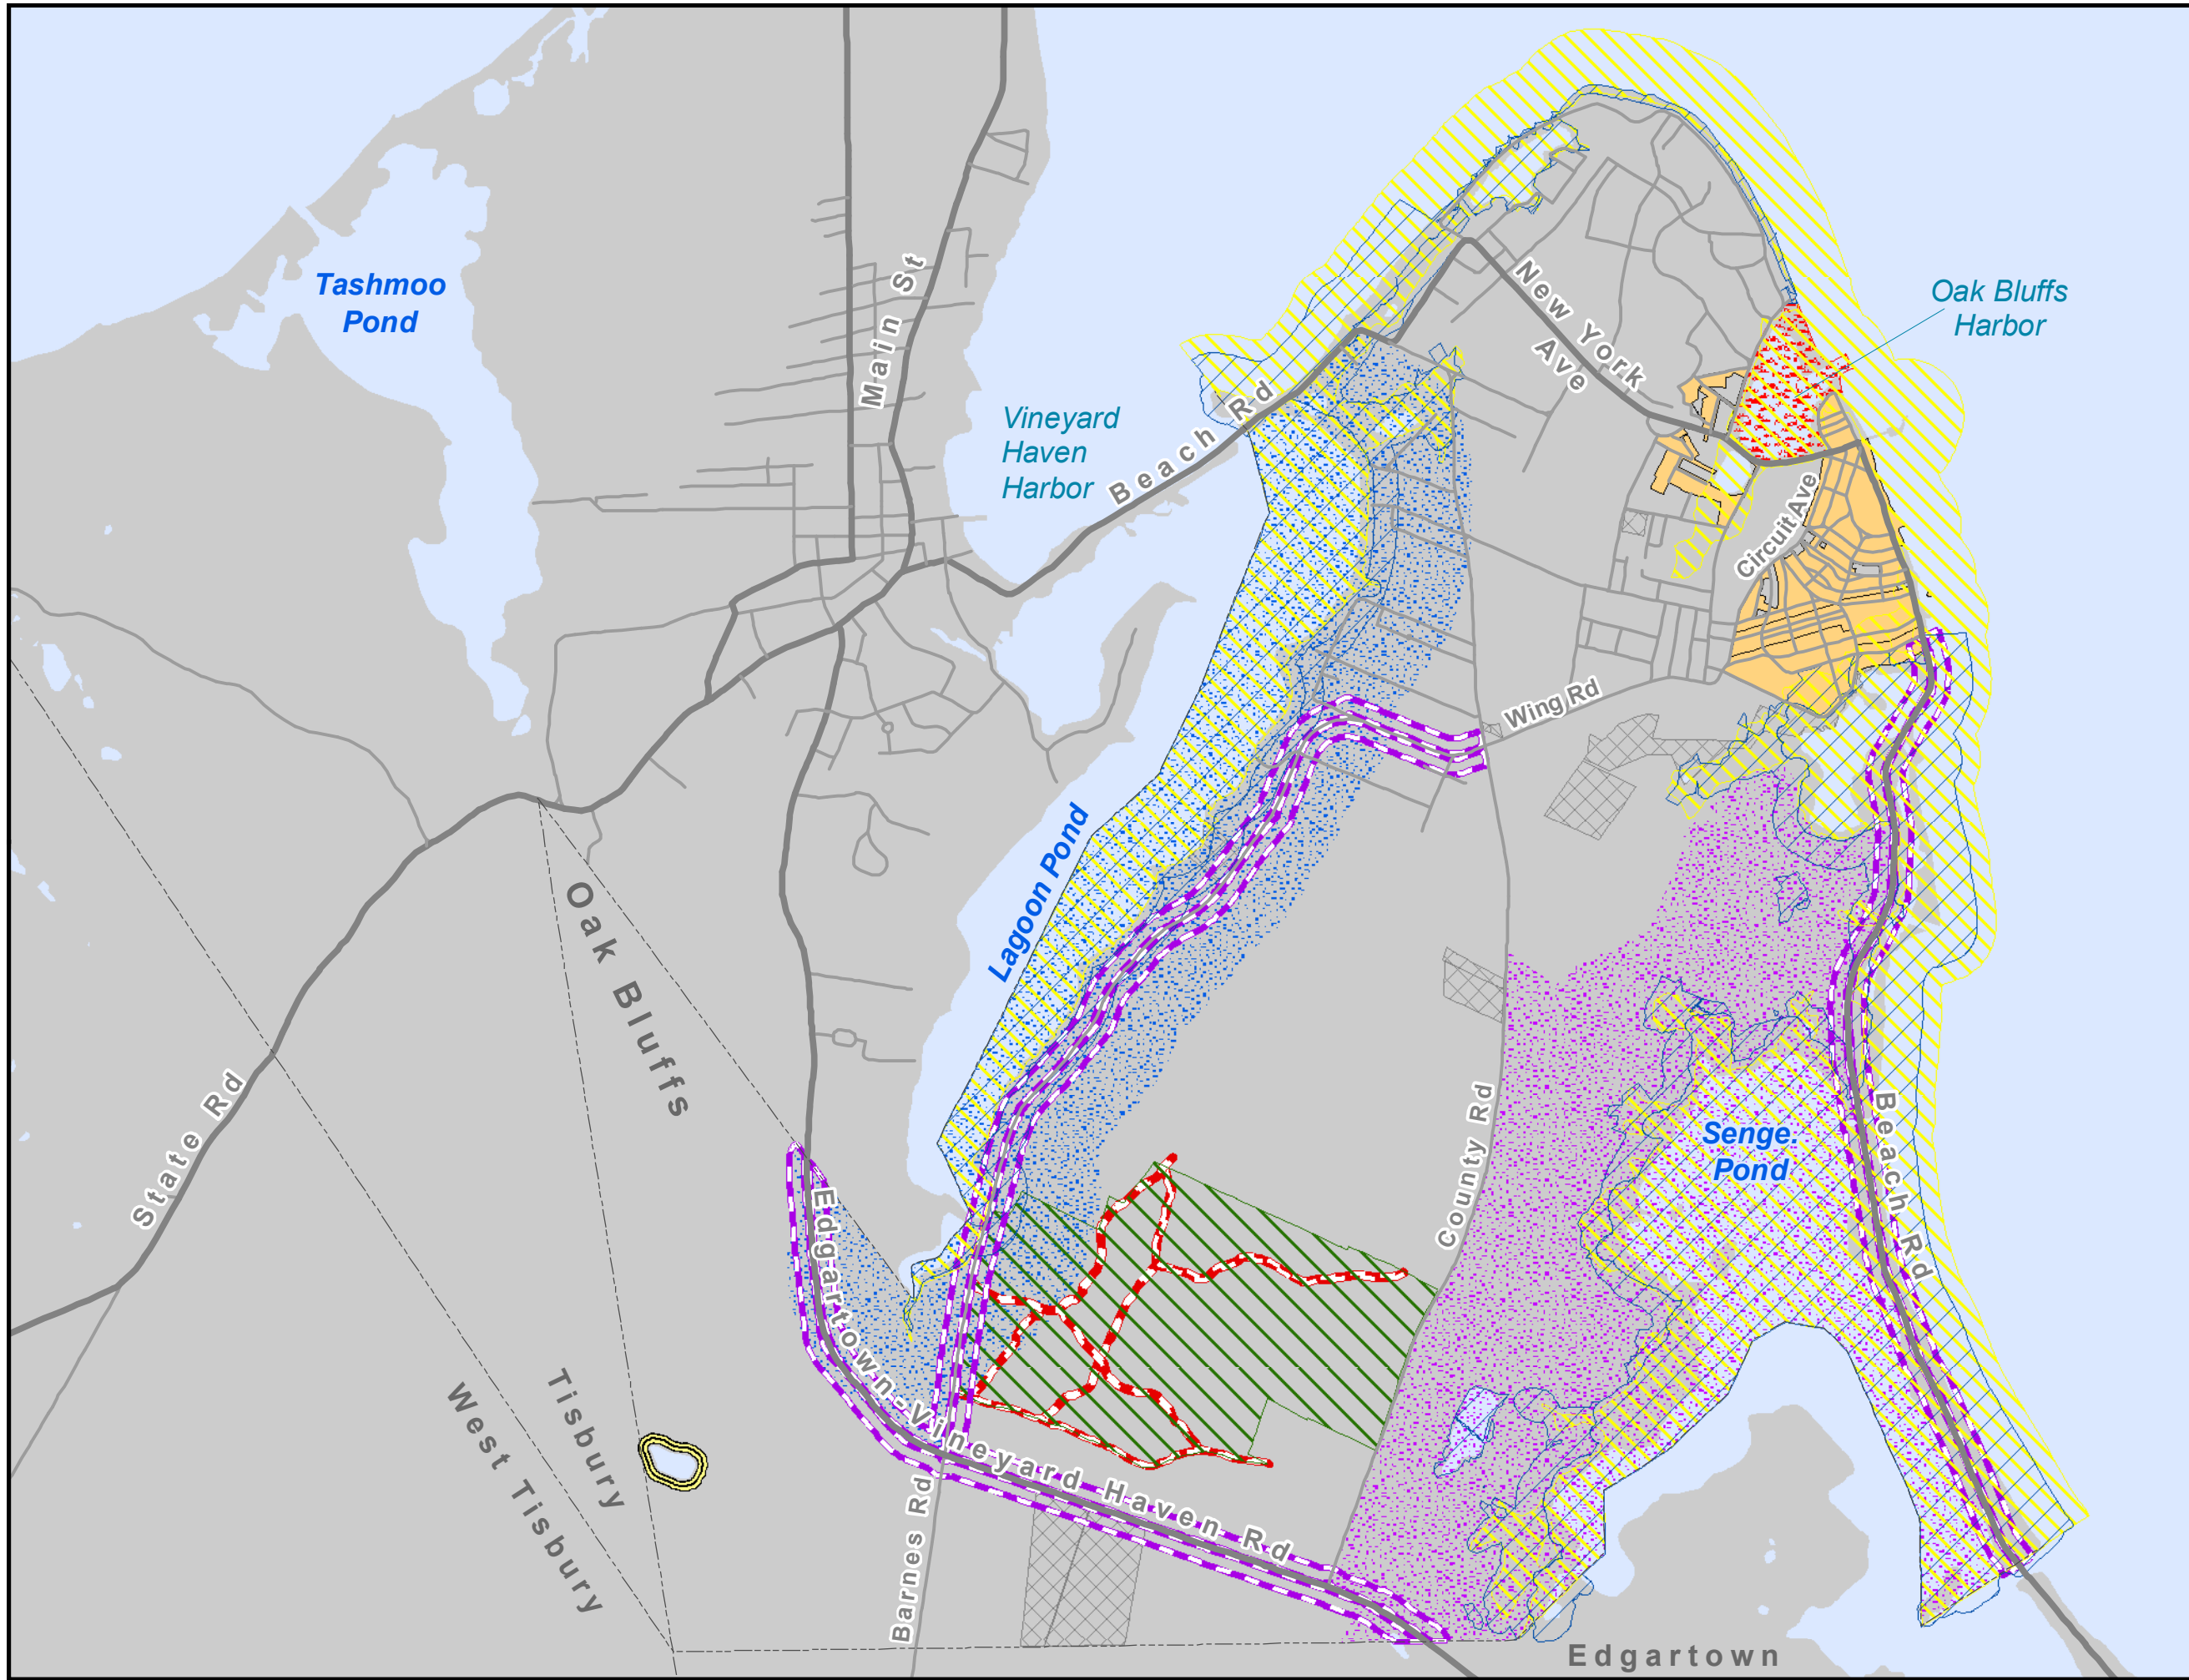 Tashmoo
Pond
Main St
Vineyard
Haven
Harbor
Beach Rd
New York
Ave
Oak Bluffs
Harbor
Circuit Ave
Wing Rd
Lagoon Pond
Oak Bluffs
State Rd
County Rd
Senge.
Pond
Beach Rd
Tisbury
West Tisbury
Edgartown-Vineyard Haven Rd
Barnes Rd
Edgartown